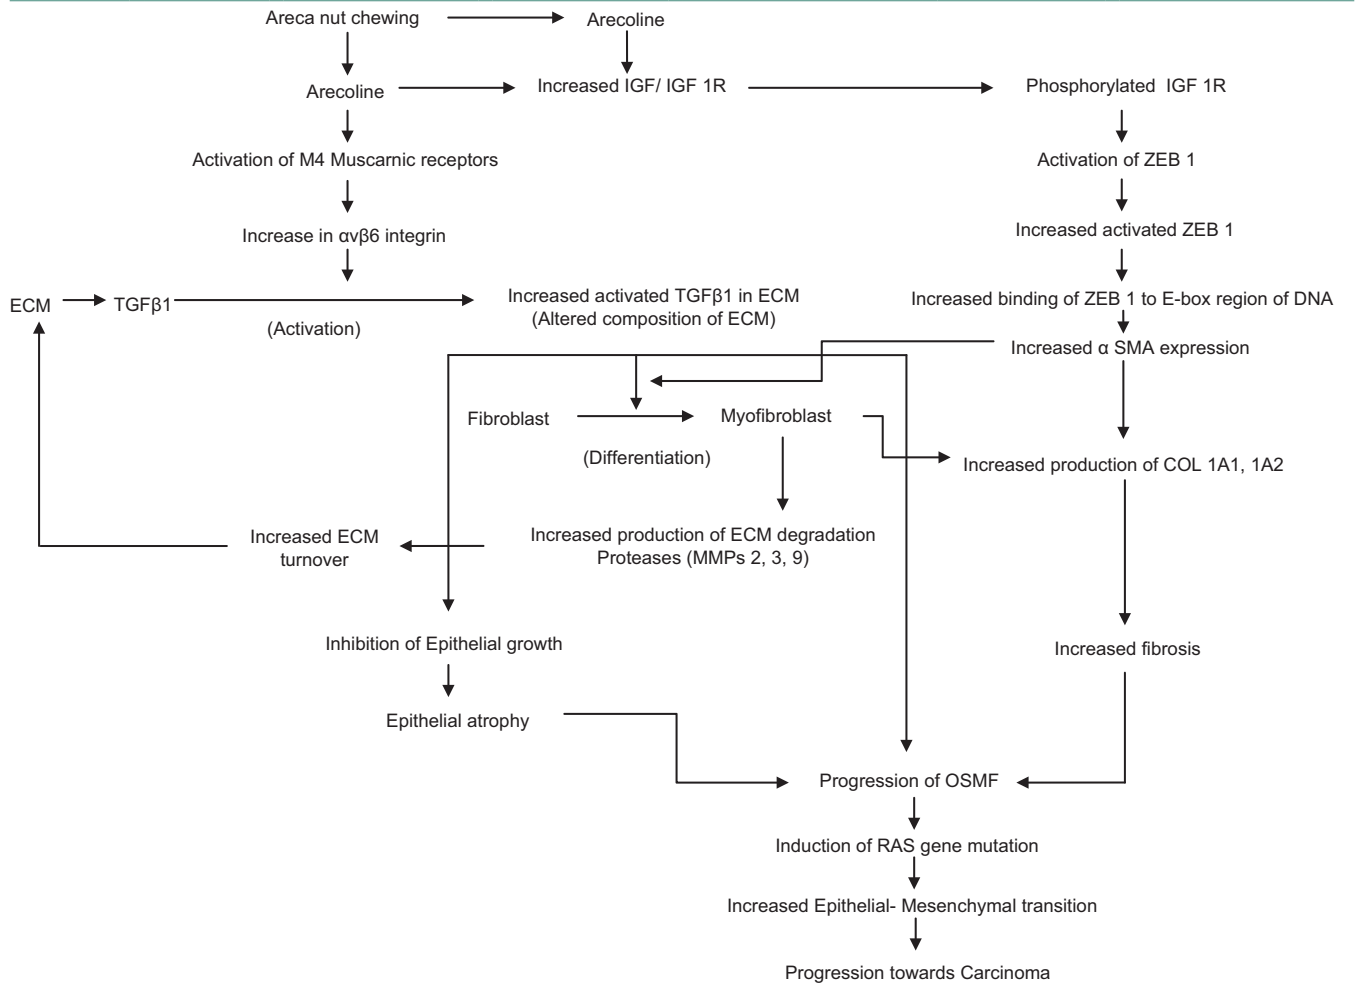 Areca nut chewing
Arecoline
Arecoline
Increased IGF/ IGF 1R
Phosphorylated IGF 1R
Activation of M4 Muscarnic receptors
Activation of ZEB 1
Increase in αvβ6 integrin
Increased activated ZEB 1
ECM
TGFβ1
(Activation)
Increased activated TGFβ1 in ECM
(Altered composition of ECM)
Increased binding of ZEB 1 to E-box region of DNA
Increased α SMA expression
Fibroblast
Myofibroblast
(Differentiation)
Increased production of COL 1A1, 1A2
Increased ECM
turnover
Increased production of ECM degradation
Proteases (MMPs 2, 3, 9)
Inhibition of Epithelial growth
Increased fibrosis
Epithelial atrophy
Progression of OSMF
Induction of RAS gene mutation
Increased Epithelial- Mesenchymal transition
Progression towards Carcinoma